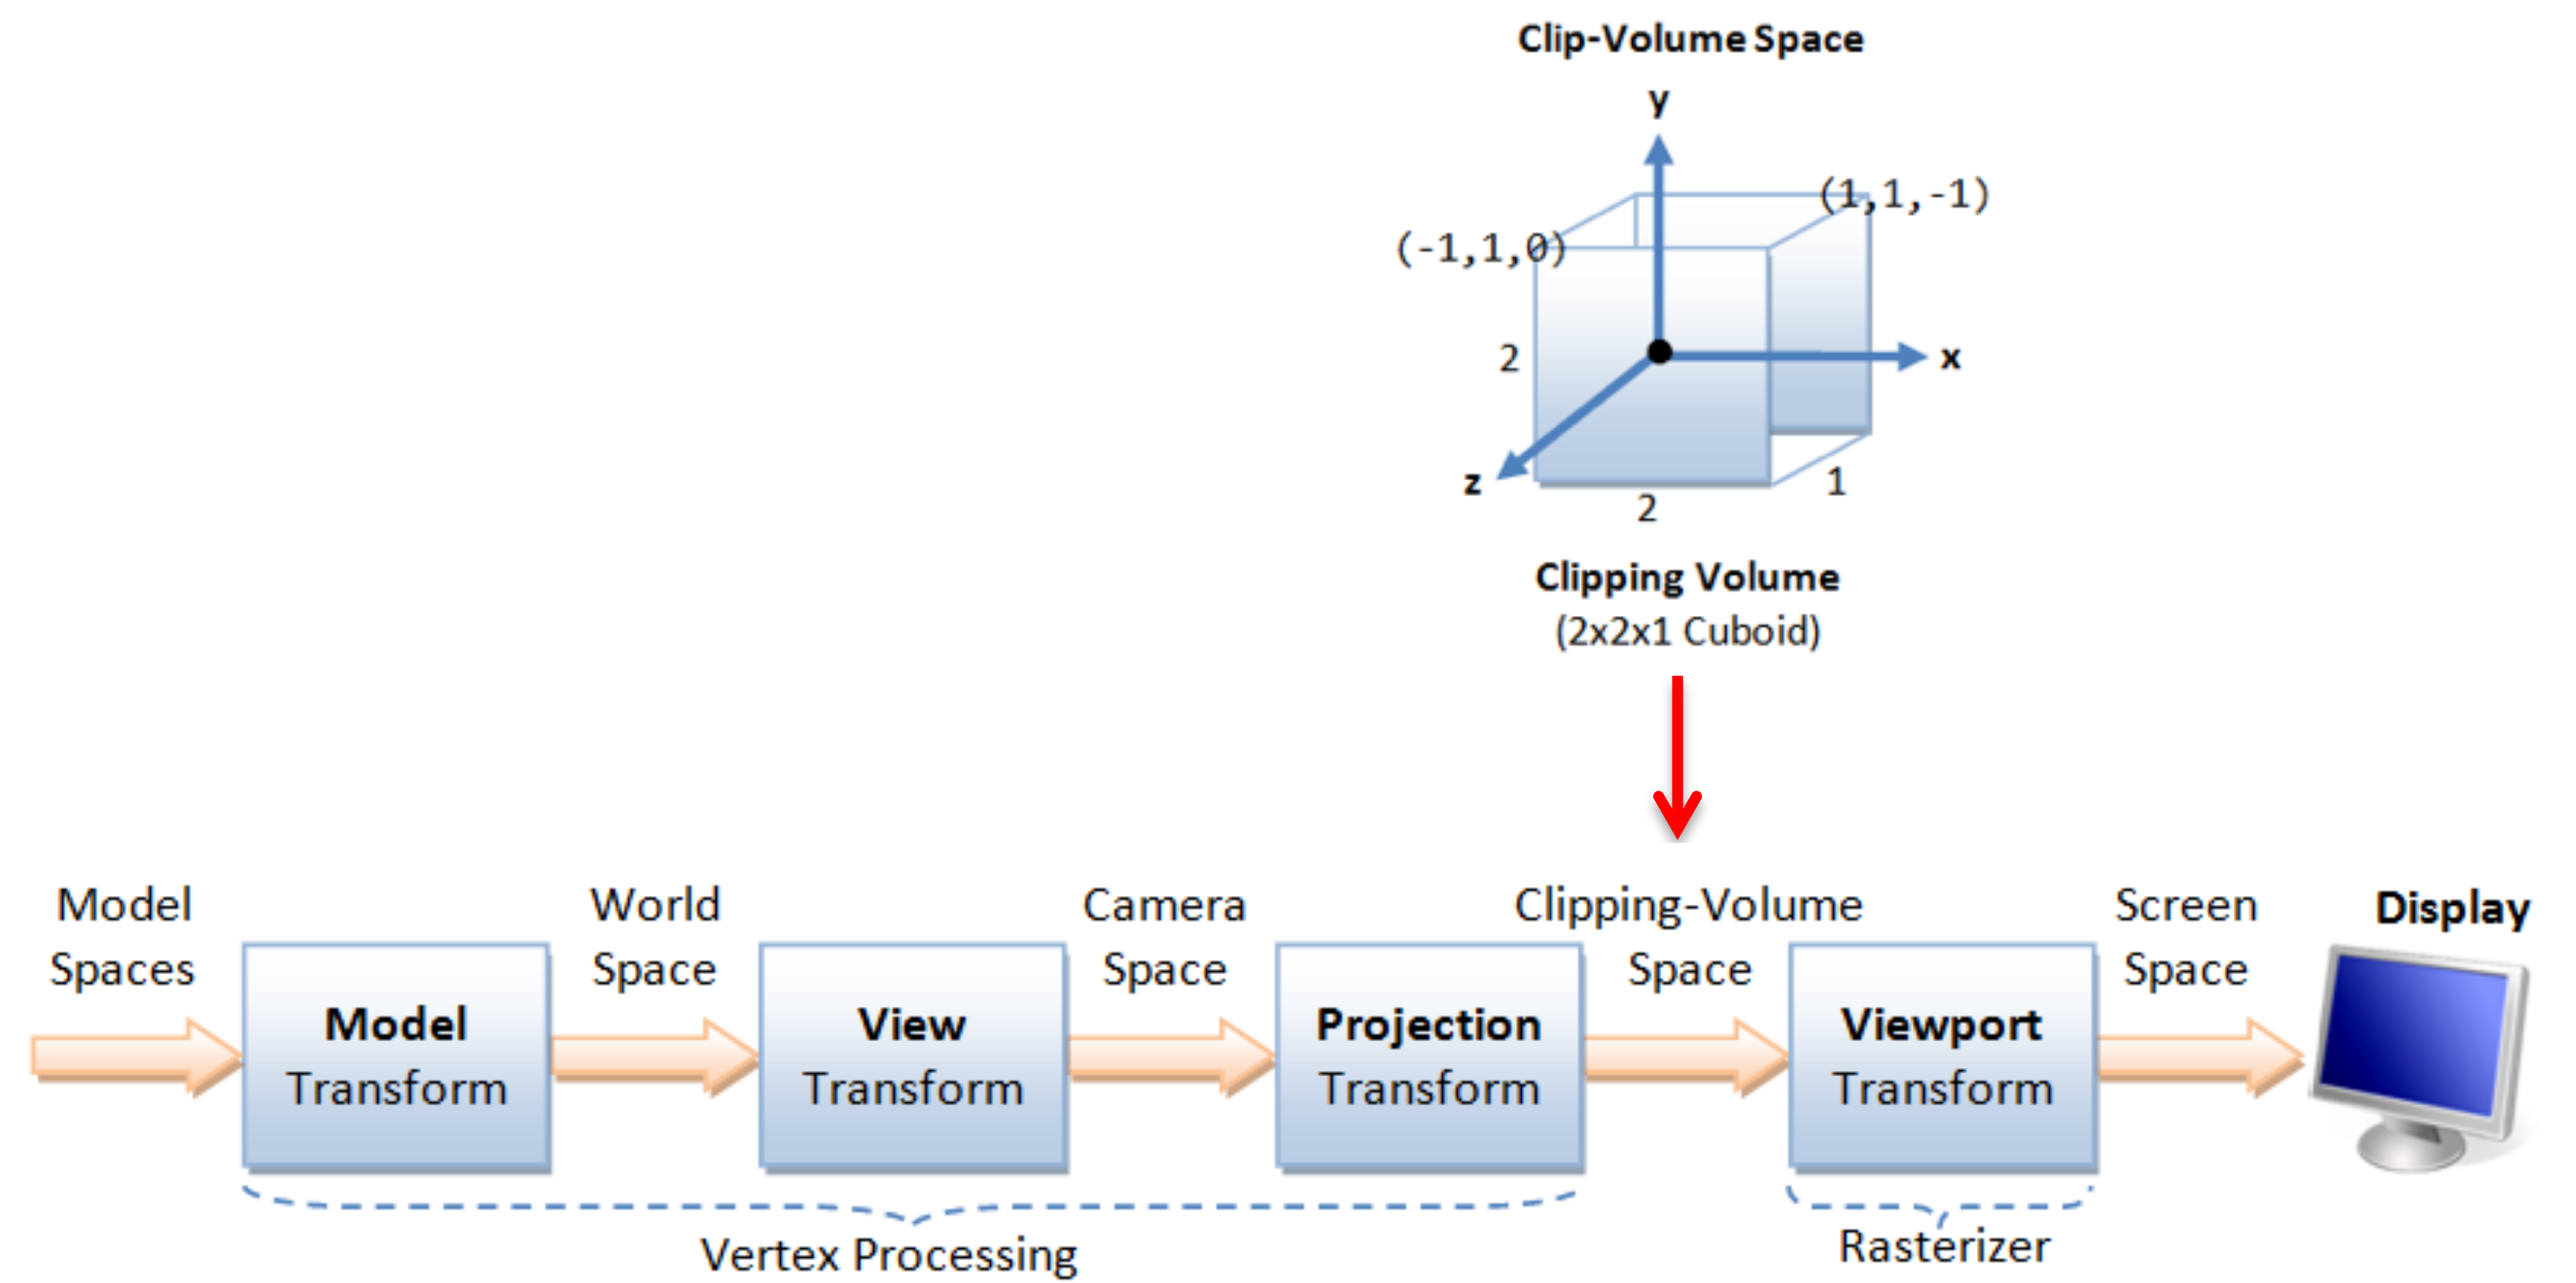 Clip-Volume Space
y
(1,1,-1)
(-1,1,0)
2
x
z
1
2
Clipping Volume
(2x2x1 Cuboid)
Model
Spaces
World
Space
Camera
Space
Clipping-Volume
Space
Screen
Space
Display
Model
Transform
View
Transform
Projection
Transform
Viewport
Transform
Vertex Processing
Rasterizer